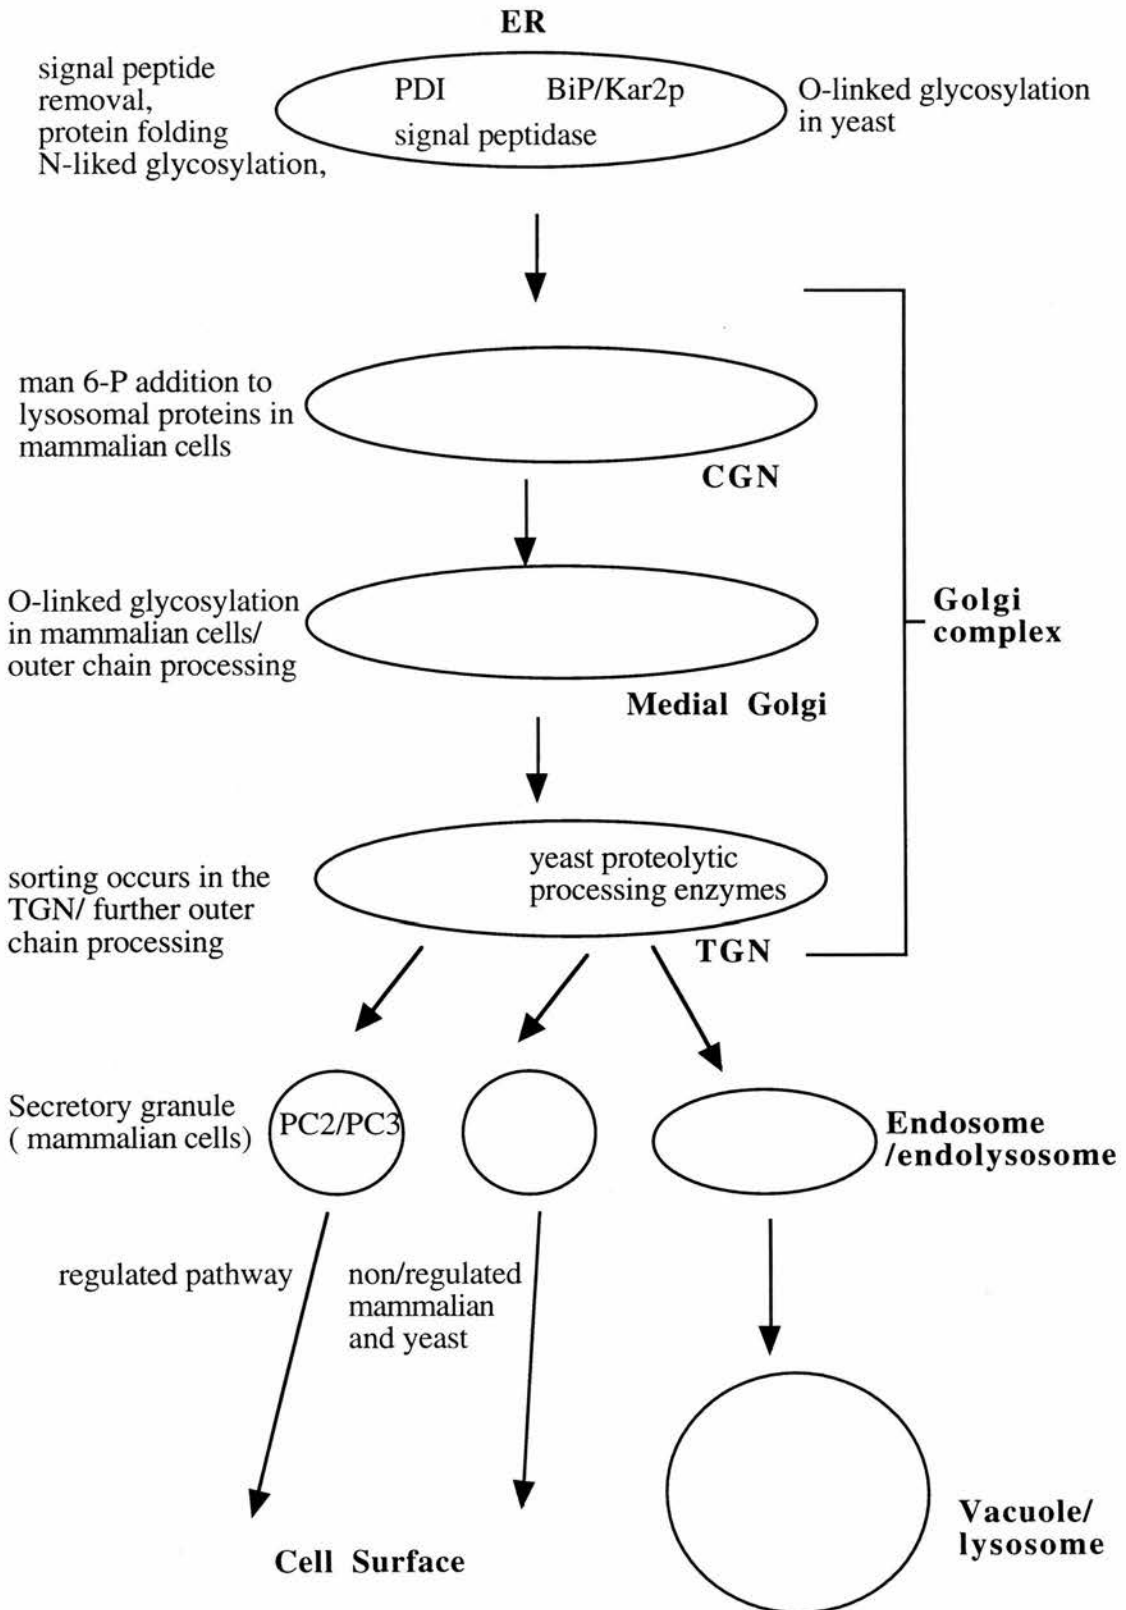 ER
signal peptide
removal,
protein folding
N-liked glycosylation,
PDI BiP/Kar2p
signal peptidase
O-linked glycosylation
in yeast
man 6-P addition to
lysosomal proteins in
mammalian cells
CGN
O-linked glycosylation
in mammalian cells/
outer chain processing
Medial Golgi
Golgi
complex
sorting occurs in the
TGN/ further outer
chain processing
yeast proteolytic
processing enzymes
TGN
Secretory granule
( mammalian cells)
PC2/PC3
Endosome
/endolysosome
regulated pathway
non/regulated
mammalian
and yeast
Cell Surface
Vacuole/
lysosome